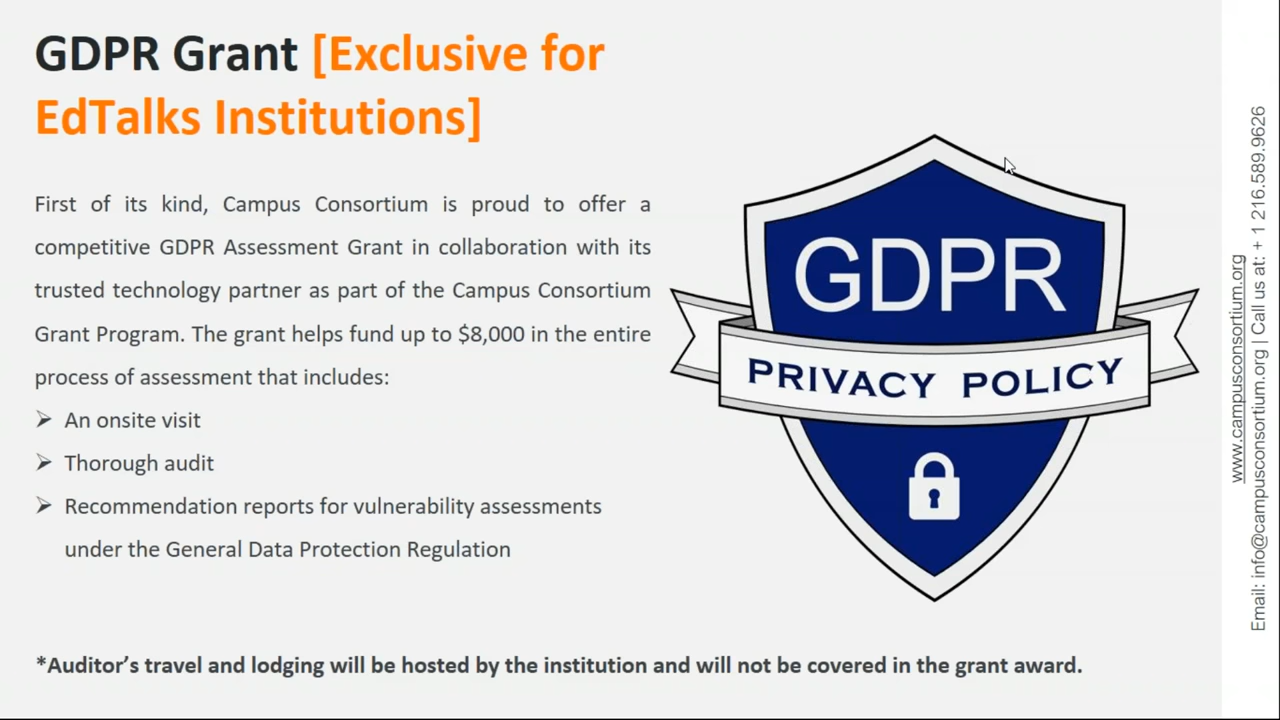 GDPR Grant [Exclusive for
EdTalks Institutions]
First of its kind, Campus Consortium is proud to offer a
competitive GDPR Assessment Grant in collaboration with its
trusted technology partner as part of the Campus Consortium
Grant Program. The grant helps fund up to $8,000 in the entire
process of assessment that includes:
➢ An onsite visit
➢ Thorough audit
➢ Recommendation reports for vulnerability assessments
under the General Data Protection Regulation
*Auditor's travel and lodging will be hosted by the institution and will not be covered in the grant award.
GDPR
PRIVACY POLICY
www.campusconsortium.org
Email: info@campusconsortium.org | Call us at: + 1 216.589.9626